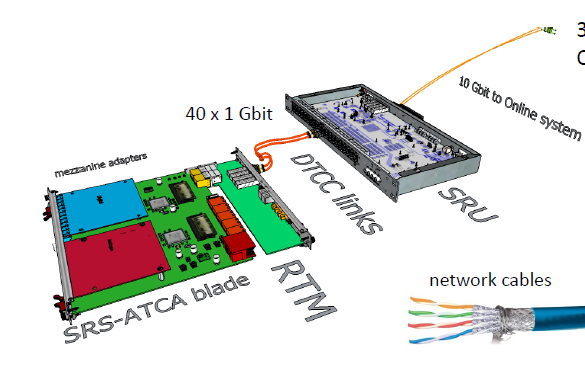 3
40 x 1 Gbit
10 Gbit to Online system
mezzanine adapters
DTCC links
SRU
SRS-ATCA blade
RTM
network cables